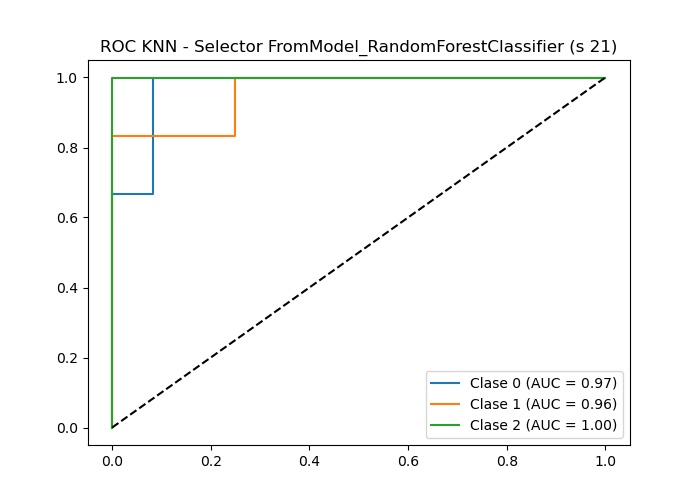 ROC KNN - Selector FromModel_RandomForestClassifier (s 21)
1.0
0.8
0.6
0.4
0.2
0.0
0.0 0.2 0.4 0.6 0.8 1.0
Clase 0 (AUC = 0.97)
Clase 1 (AUC = 0.96)
Clase 2 (AUC = 1.00)